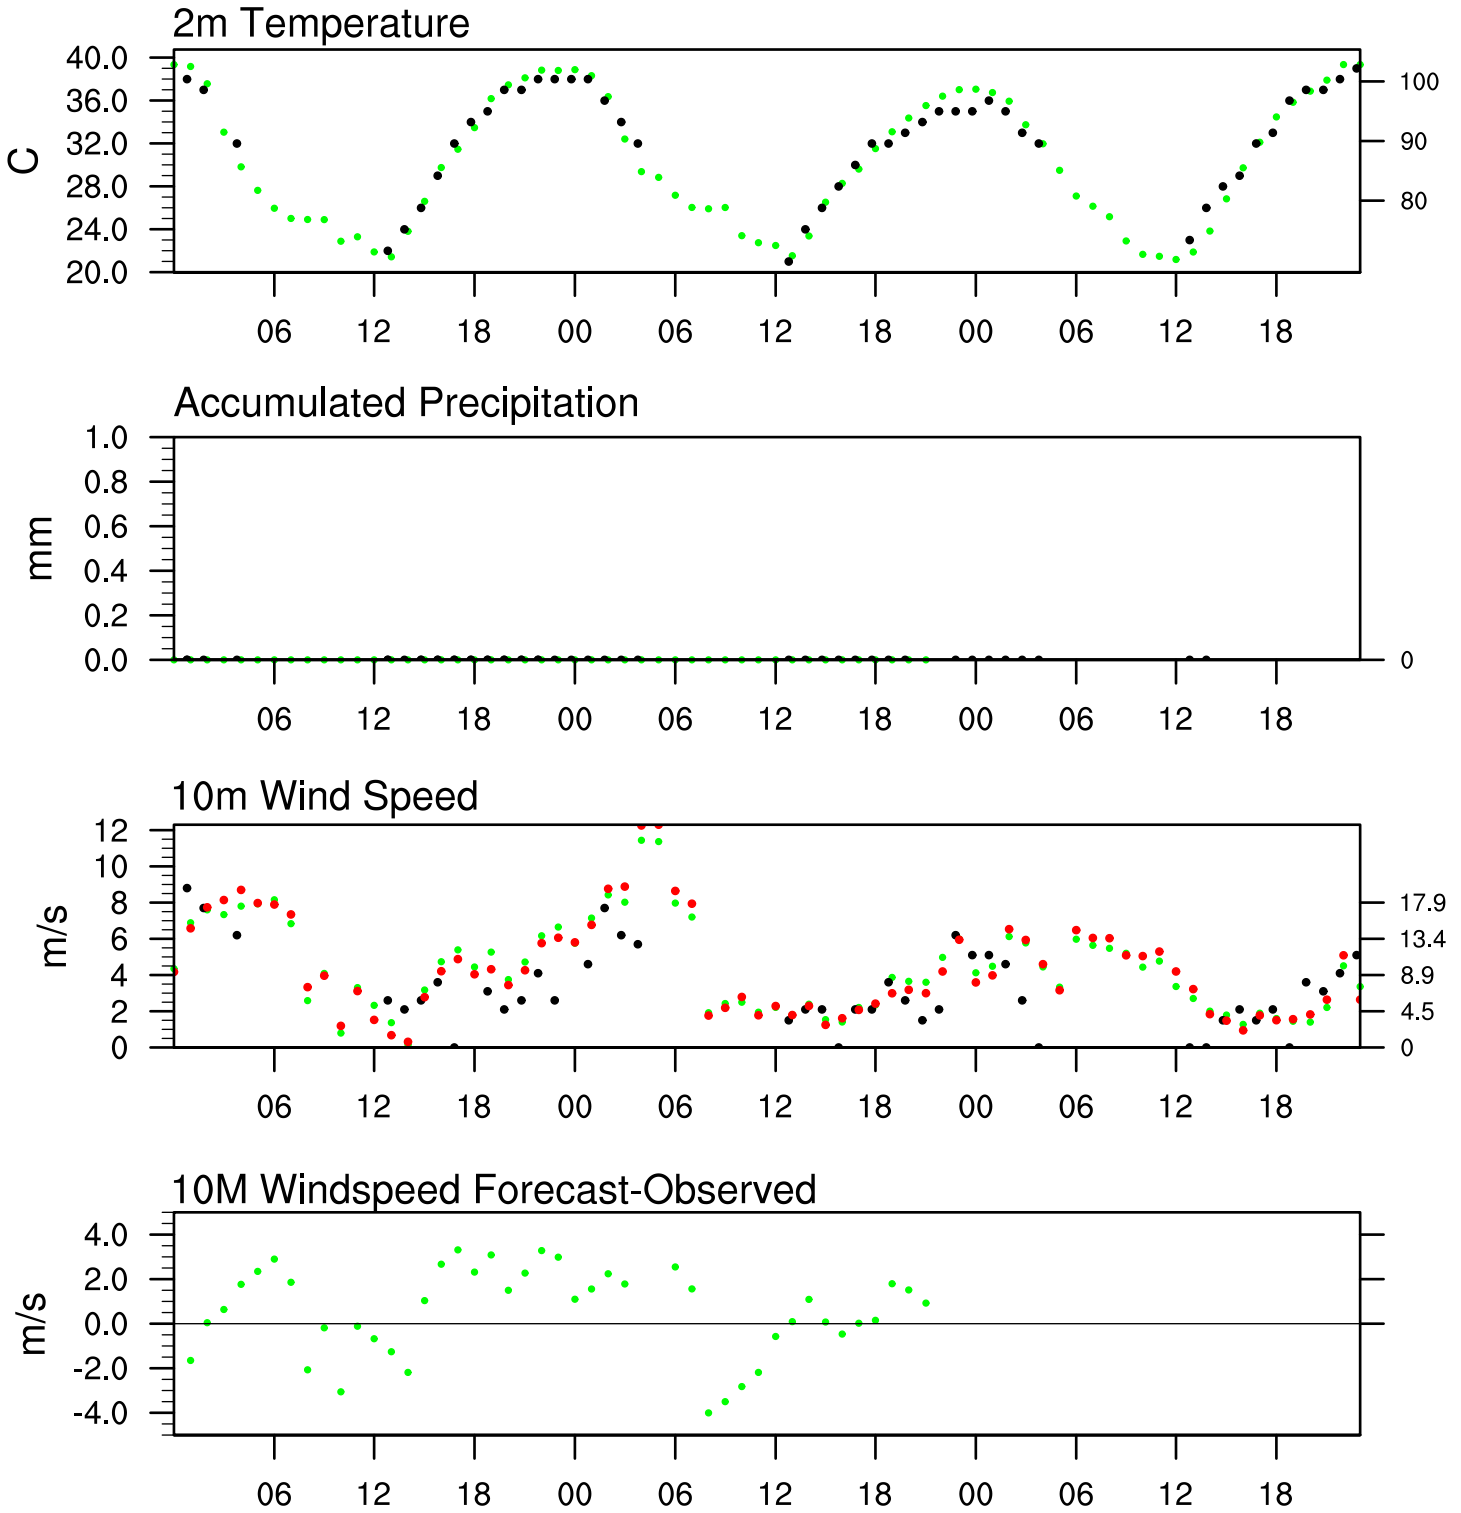 2m Temperature
40.0
36.0
32.0
28.0
24.0
20.0
C
100
90
80
06 12 18 00 06 12 18 00 06 12 18
Accumulated Precipitation
1.0
0.8
0.6
0.4
0.2
0.0
mm
0
06 12 18 00 06 12 18 00 06 12 18
10m Wind Speed
12
10
8
6
4
2
0
m/s
17.9
13.4
8.9
4.5
0
06 12 18 00 06 12 18 00 06 12 18
10M Windspeed Forecast-Observed
4.0
2.0
0.0
-2.0
-4.0
m/s
06 12 18 00 06 12 18 00 06 12 18